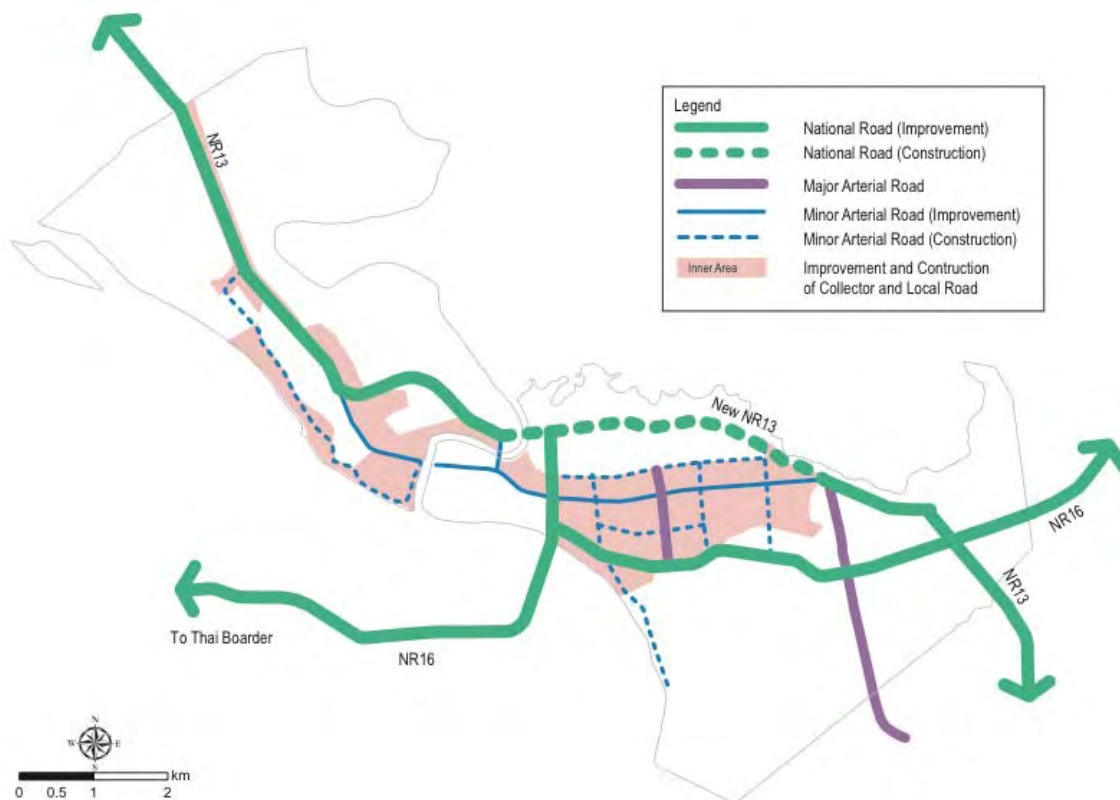 NR13
Legend
National Road (Improvement)
National Road (Construction)
Major Arterial Road
Minor Arterial Road (Improvement)
Minor Arterial Road (Construction)
Inner Area
Improvement and Contruction
of Collector and Local Road
New NR13
NR16
NR13
To Thai Boarder
NR16
N
W
E
S
km
0
0.5
1
2